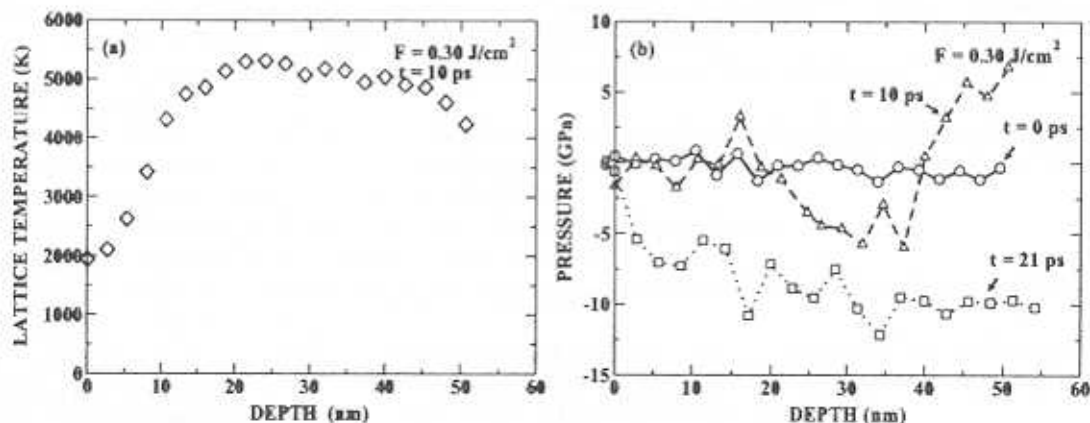 (a)
F = 0.30 J/cm²
t = 10 ps
LATTICE TEMPERATURE (K)
6000
5000
4000
3000
2000
1000
0
0 10 20 30 40 50 60
DEPTH (nm)
(b)
F = 0.30 J/cm²
t = 10 ps
t = 0 ps
t = 21 ps
PRESSURE (GPa)
10
5
0
-5
-10
-15
0 10 20 30 40 50 60
DEPTH (nm)